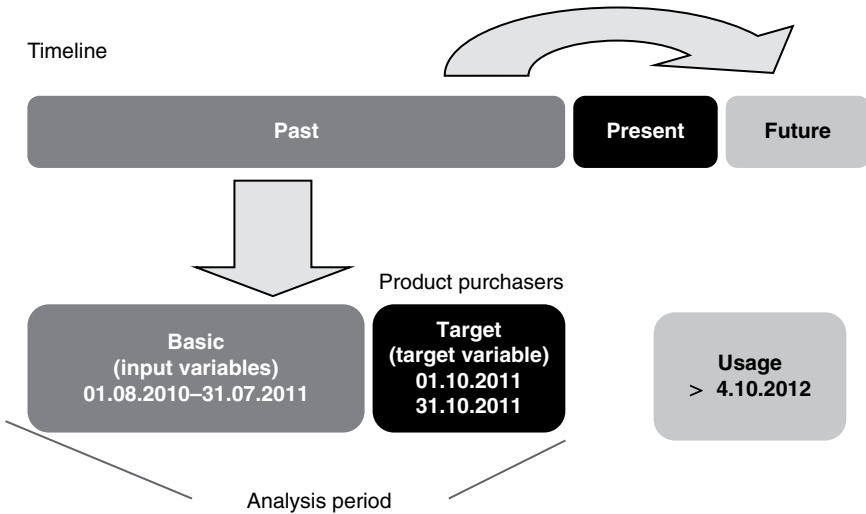 Timeline
Past
Present
Future
Product purchasers
Basic
(input variables)
01.08.2010–31.07.2011
Target
(target variable)
01.10.2011
31.10.2011
Usage
> 4.10.2012
Analysis period